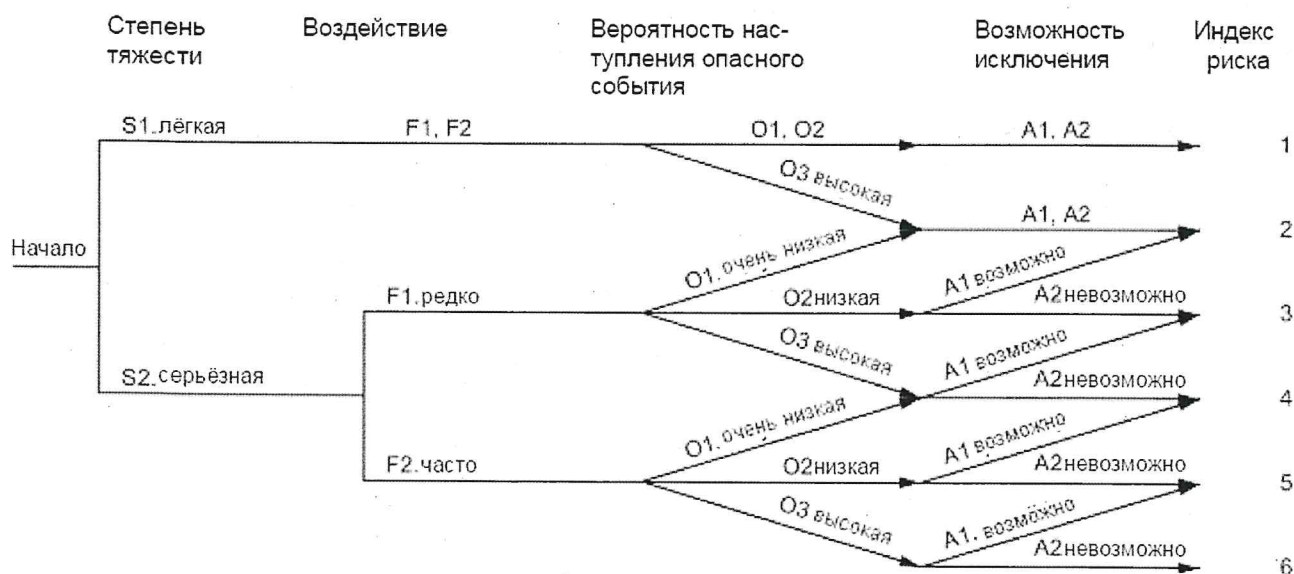 Степень
тяжести
Воздействие
Вероятность нас-
тупления опасного
события
Возможность
исключения
Индекс
риска
S1.лёгкая
F1, F2
O1, O2
A1, A2
1
O3 высокая
A1, A2
2
Начало
O1. очень низкая
A1 возможно
F1.редко
O2низкая
A2невозможно
3
O3 высокая
A1 возможно
S2.серьёзная
A2невозможно
4
O1. очень низкая
A1 возможно
F2.часто
O2низкая
A2невозможно
5
O3 высокая
A1. возможно
A2невозможно
6